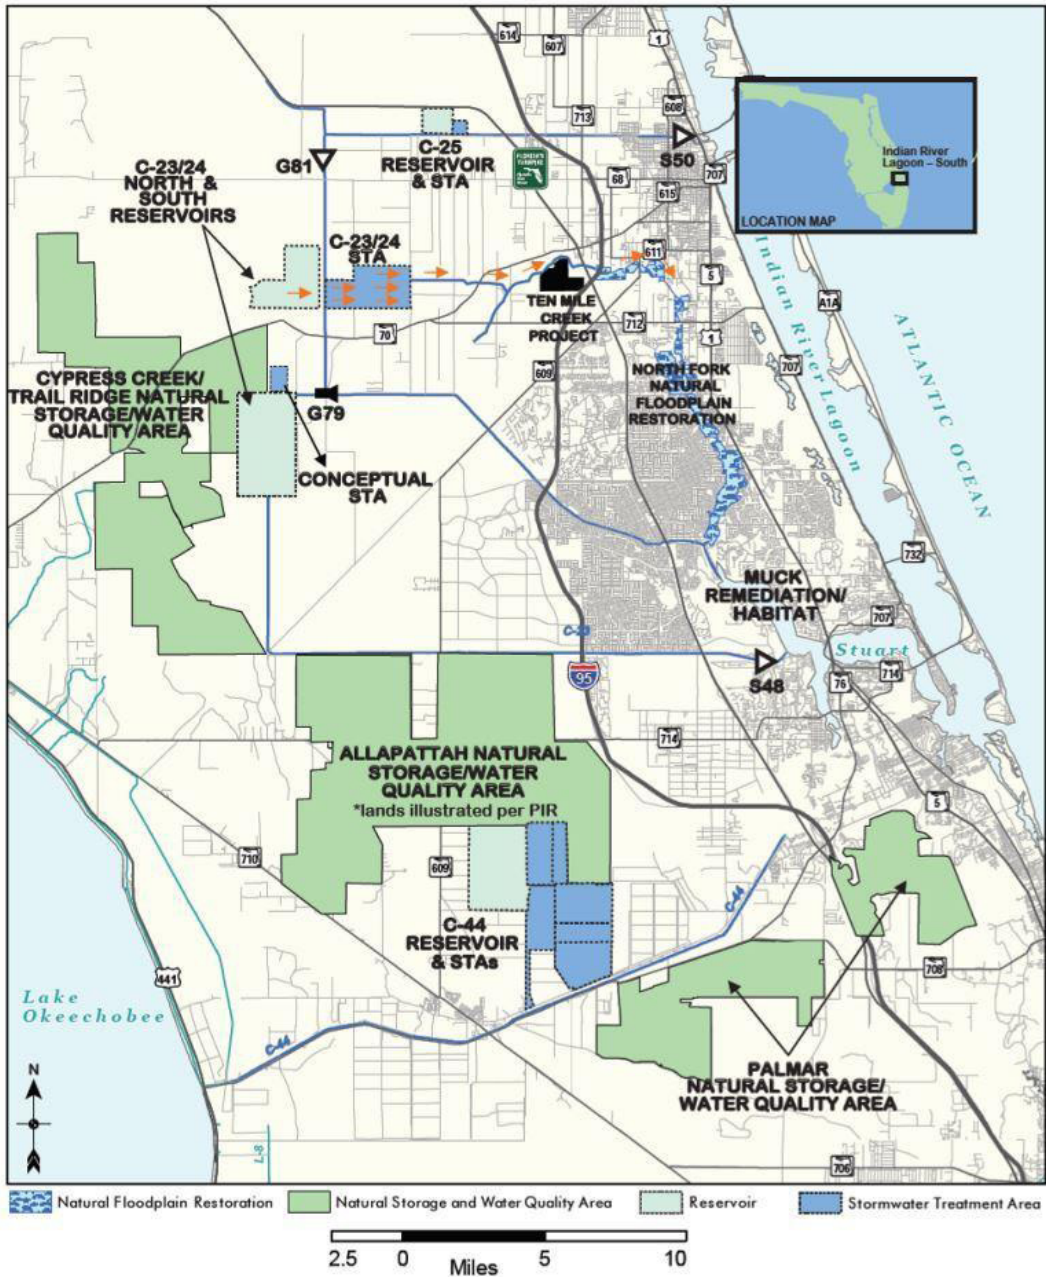 614
607
1
713
608
C-25
RESERVOIR
& STA
S50
G81
FLORIDA'S
TURNPIKE
68
707
615
Indian River
Lagoon – South
LOCATION MAP
C-23/24
NORTH &
SOUTH
RESERVOIRS
C-23/24
STA
611
5
TEN MILE
CREEK
PROJECT
70
712
1
A1A
609
707
Indian River Lagoon
ATLANTIC OCEAN
CYPRESS CREEK/
TRAIL RIDGE NATURAL
STORAGE/WATER
QUALITY AREA
G79
NORTH FORK
NATURAL
FLOODPLAIN
RESTORATION
CONCEPTUAL
STA
732
MUCK
REMEDIATION/
HABITAT
707
C-23
Stuart
95
S48
76
714
714
ALLAPATTAH NATURAL
STORAGE/WATER
QUALITY AREA
*lands illustrated per PIR
5
710
609
C-44
C-44
RESERVOIR
& STAs
708
441
Lake
Okeechobee
C-44
PALMAR
NATURAL STORAGE/
WATER QUALITY AREA
N
L-8
706
Natural Floodplain Restoration
Natural Storage and Water Quality Area
Reservoir
Stormwater Treatment Area
2.5 0 5 10
Miles